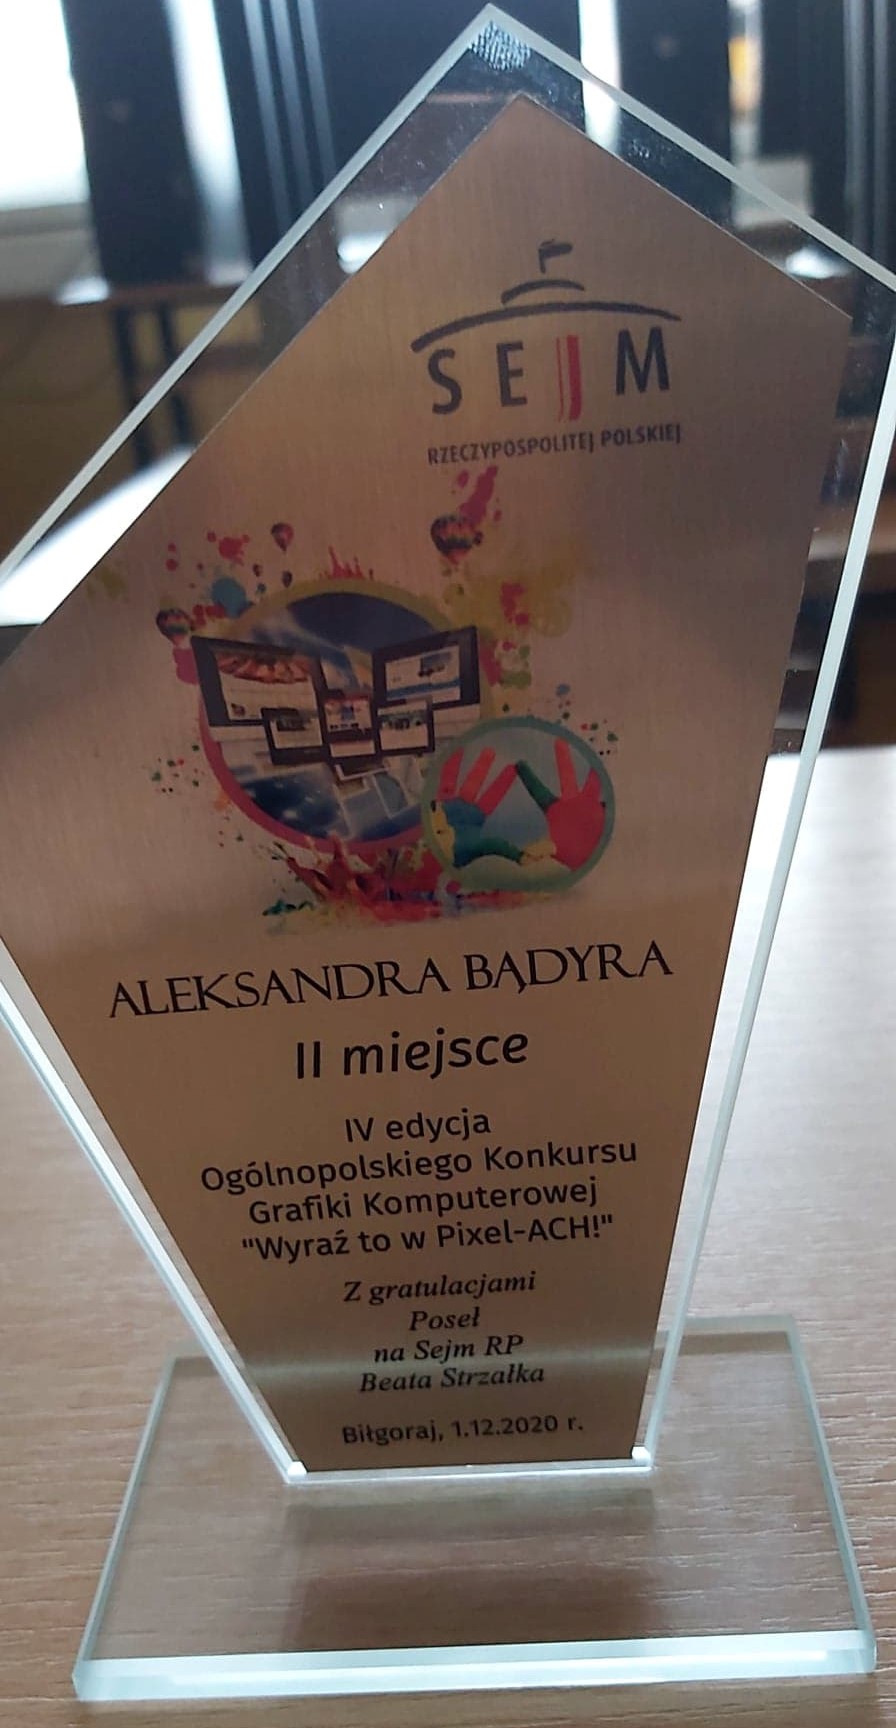 SEJM
RZECZYPOSPOLITEJ POLSKIEJ
ALEKSANDRA BĄDYRA
II miejsce
IV edycja
Ogólnopolskiego Konkursu
Grafiki Komputerowej
"Wyraź to w Pixel-ACH!"
Z gratulacjami
Poseł
na Sejm RP
Beata Strzałka
Biłgoraj, 1.12.2020 r.